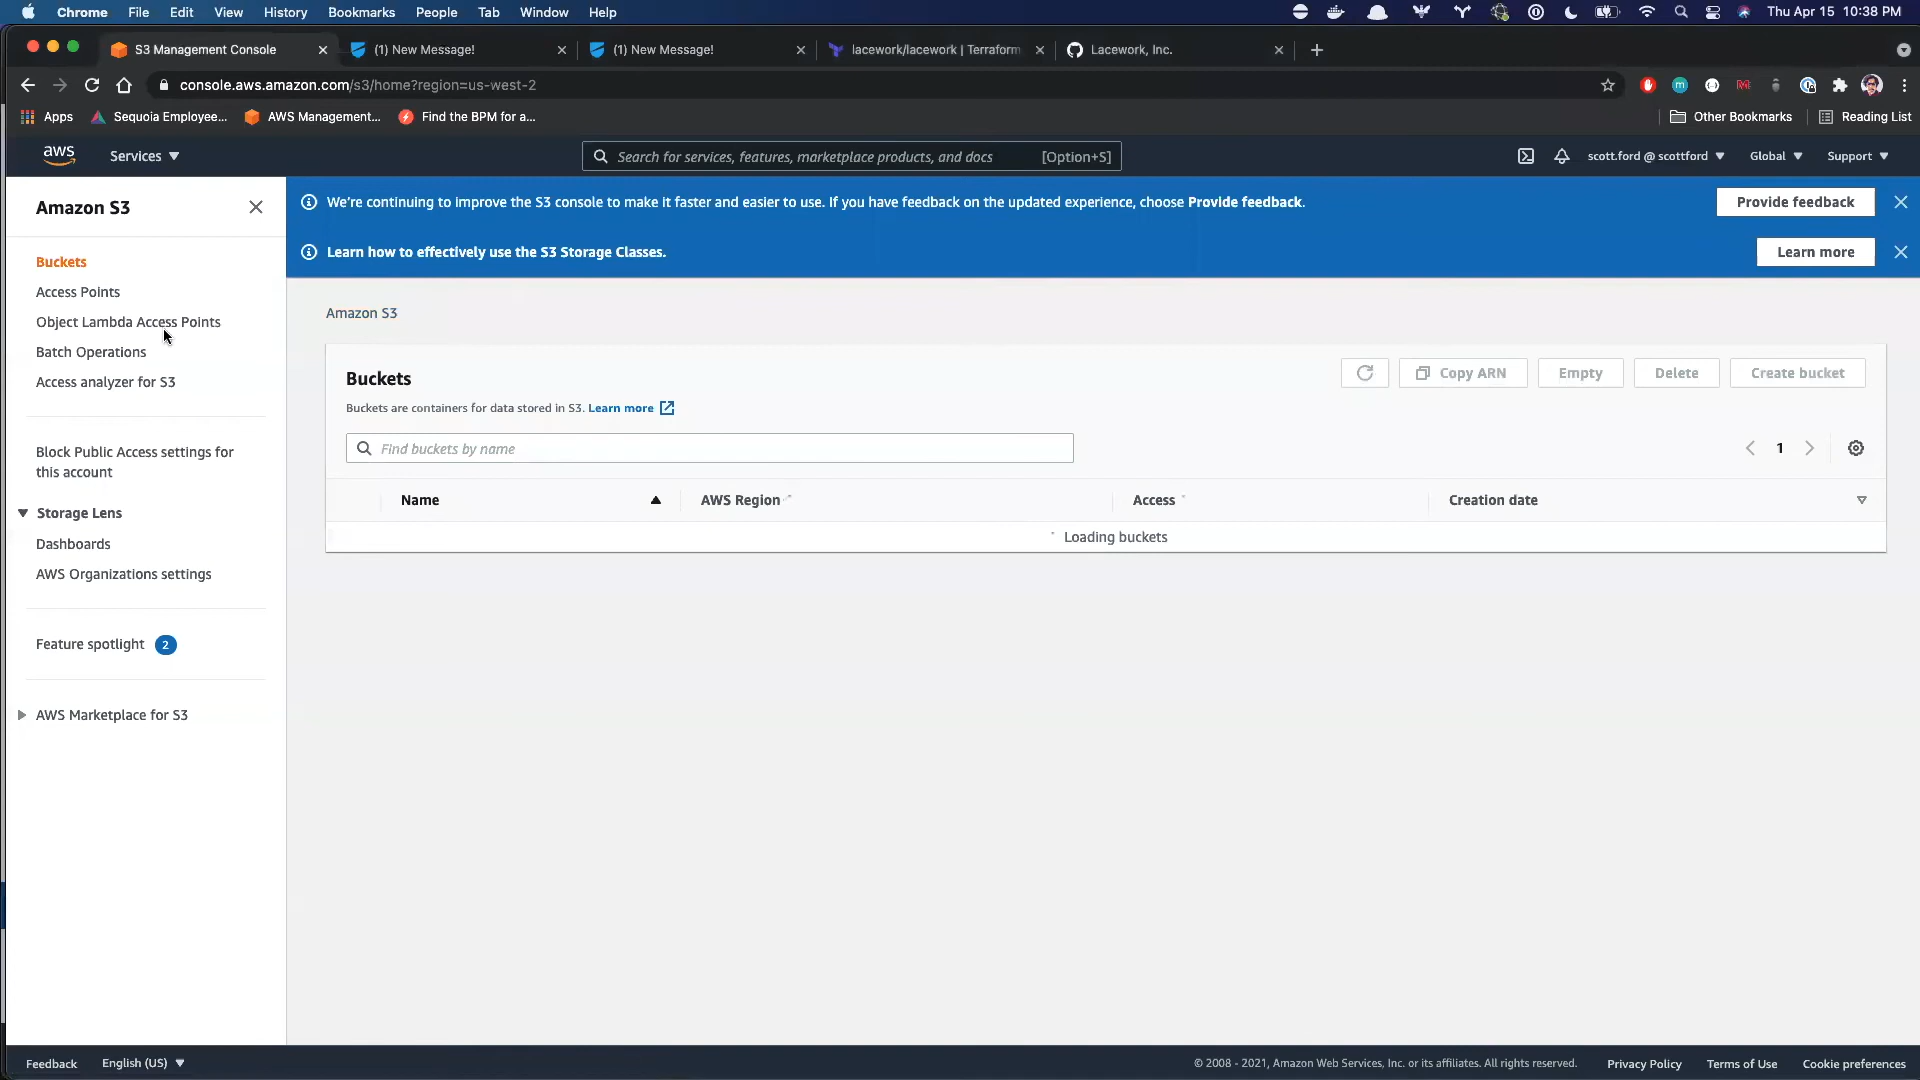 Chrome File Edit View History Bookmarks People Tab Window Help Thu Apr 15 10:38 PM
S3 Management Console (1) New Message! (1) New Message! lacework/lacework | Terraform Lacework, Inc.
console.aws.amazon.com/s3/home?region=us-west-2
Apps Sequoia Employee... AWS Management... Find the BPM for a... Other Bookmarks Reading List
aws Services Search for services, features, marketplace products, and docs [Option+S] scott.ford @ scottford Global Support
Amazon S3
Buckets
Access Points
Object Lambda Access Points
Batch Operations
Access analyzer for S3
Block Public Access settings for
this account
Storage Lens
Dashboards
AWS Organizations settings
Feature spotlight 2
AWS Marketplace for S3
We're continuing to improve the S3 console to make it faster and easier to use. If you have feedback on the updated experience, choose Provide feedback. Provide feedback
Learn how to effectively use the S3 Storage Classes. Learn more
Amazon S3
Buckets
Copy ARN Empty Delete Create bucket
Buckets are containers for data stored in S3. Learn more
Find buckets by name 1
Name AWS Region Access Creation date
Loading buckets
Feedback English (US) © 2008 - 2021, Amazon Web Services, Inc. or its affiliates. All rights reserved. Privacy Policy Terms of Use Cookie preferences